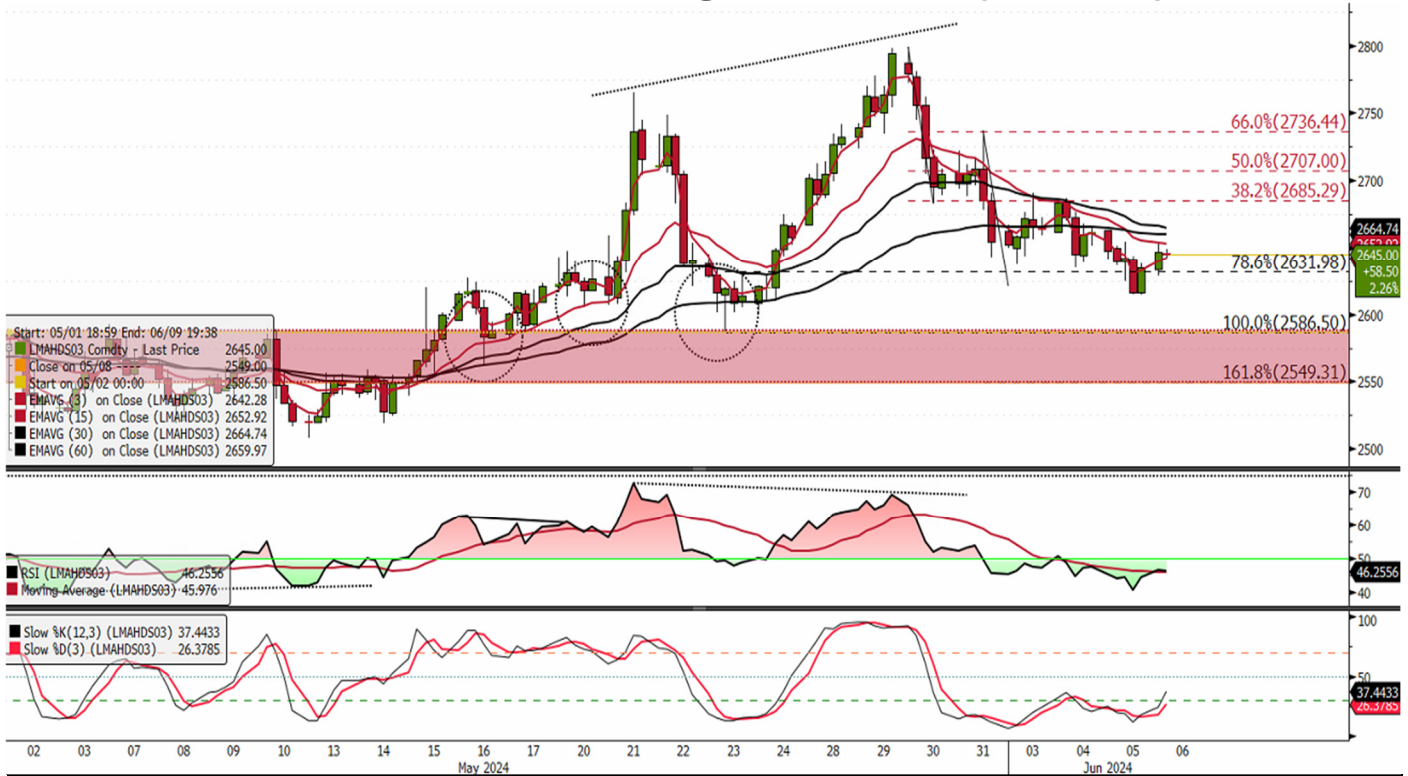 2800
2750
66.0%(2736.44)
50.0%(2707.00)
2700
38.2%(2685.29)
2664.74
2652.92
2645.00
+58.50
2.26%
78.6%(2631.98)
2600
100.0%(2586.50)
161.8%(2549.31)
2550
2500
Start: 05/01 18:59 End: 06/09 19:38
LMAHDS03 Comdty - Last Price 2645.00
Close on 05/08 2549.00
Start on 05/02 00:00 2586.50
EMAVG (3) on Close (LMAHDS03) 2642.28
EMAVG (15) on Close (LMAHDS03) 2652.92
EMAVG (30) on Close (LMAHDS03) 2664.74
EMAVG (60) on Close (LMAHDS03) 2659.97
70
60
50
46.2556
40
RSI (LMAHDS03) 46.2556
Moving Average (LMAHDS03) 45.976
100
50
37.4433
26.3785
Slow %K(12,3) (LMAHDS03) 37.4433
Slow %D(3) (LMAHDS03) 26.3785
02 03 07 08 09 10 13 14 15 16 17 20 21 22 23 24 28 29 30 31 03 04 05 06
May 2024 Jun 2024